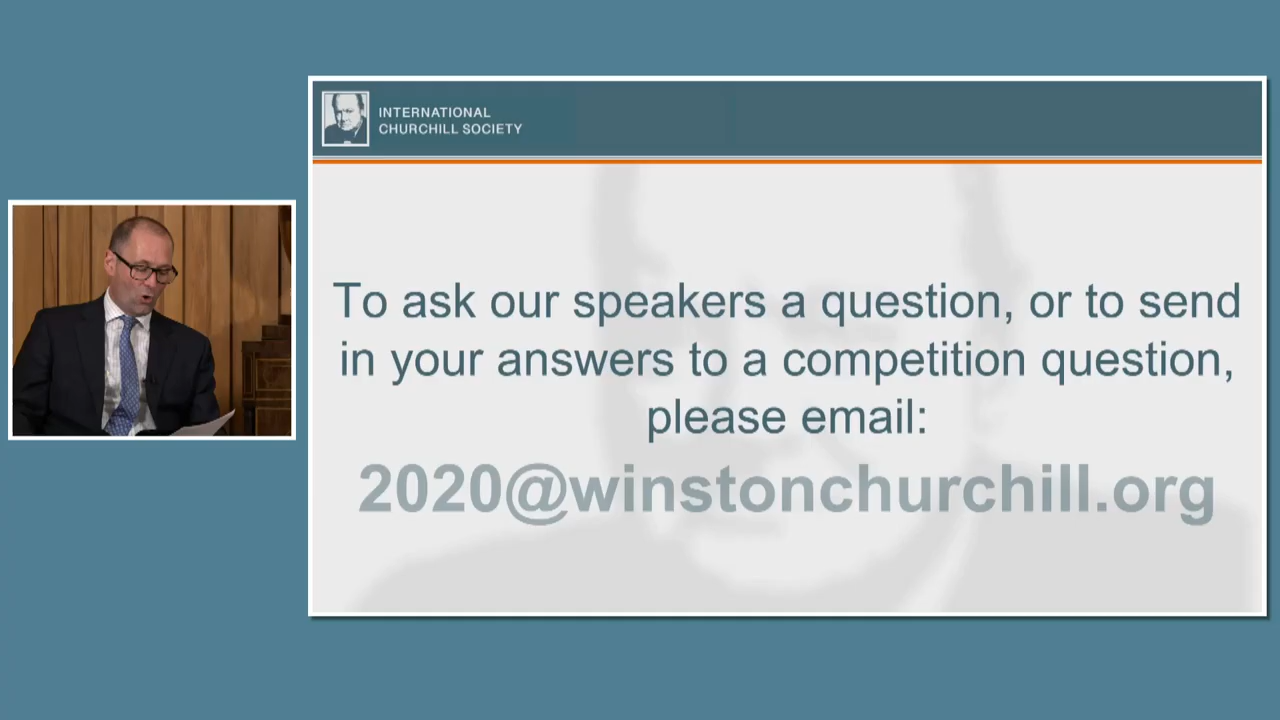 INTERNATIONAL
CHURCHILL SOCIETY
To ask our speakers a question, or to send
in your answers to a competition question,
please email:
2020@winstonchurchill.org